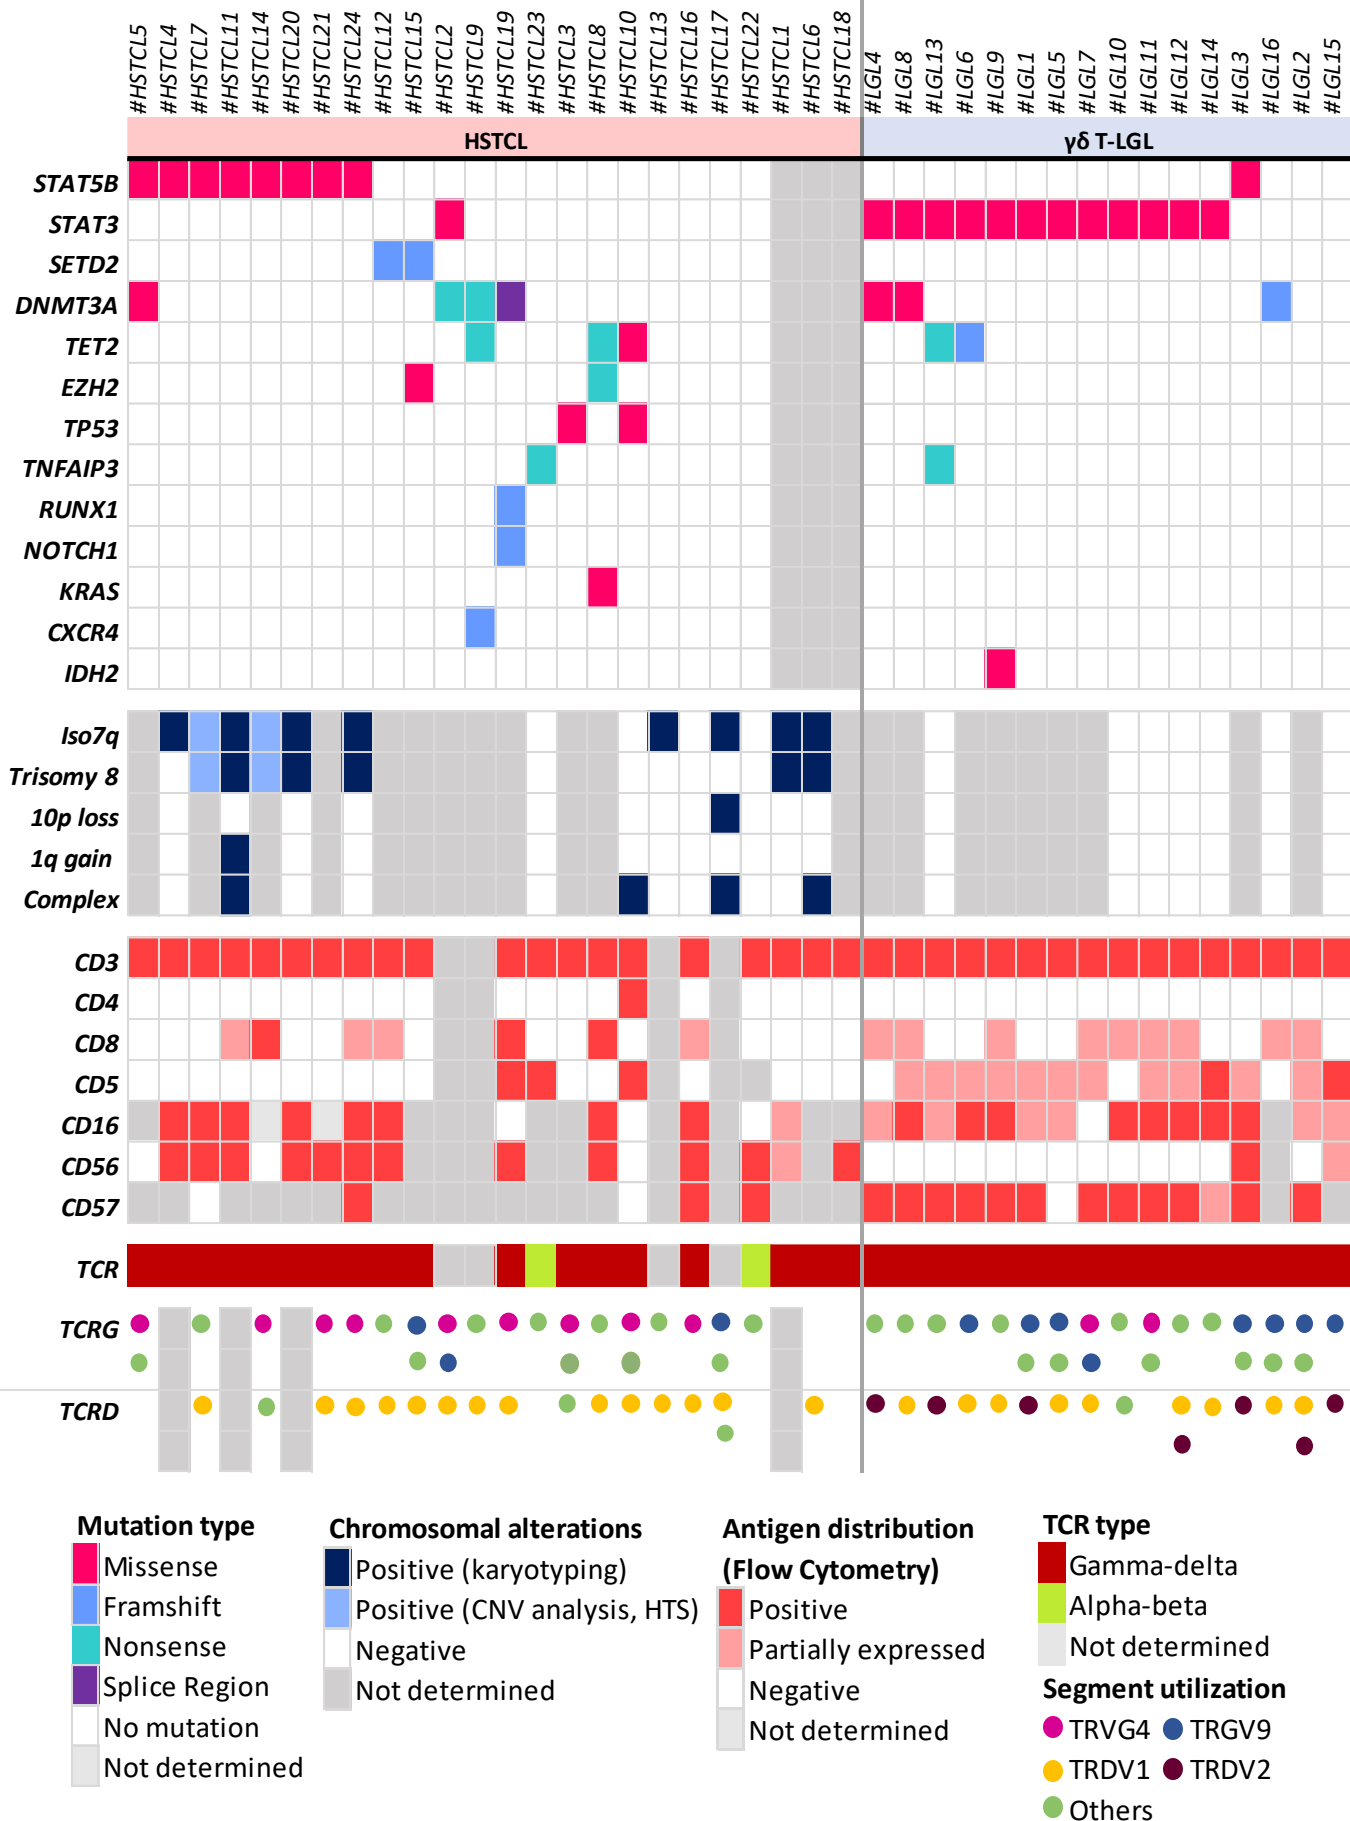 #HSTCL5
#HSTCL4
#HSTCL7
#HSTCL11
#HSTCL14
#HSTCL20
#HSTCL21
#HSTCL24
#HSTCL12
#HSTCL15
#HSTCL2
#HSTCL9
#HSTCL19
#HSTCL23
#HSTCL3
#HSTCL8
#HSTCL10
#HSTCL13
#HSTCL16
#HSTCL17
#HSTCL22
#HSTCL1
#HSTCL6
#HSTCL18
#LGL4
#LGL8
#LGL13
#LGL6
#LGL9
#LGL1
#LGL5
#LGL7
#LGL10
#LGL11
#LGL12
#LGL14
#LGL3
#LGL16
#LGL2
#LGL15
HSTCL
γδ T-LGL
STAT5B
STAT3
SETD2
DNMT3A
TET2
EZH2
TP53
TNFAIP3
RUNX1
NOTCH1
KRAS
CXCR4
IDH2
Iso7q
Trisomy 8
10p loss
1q gain
Complex
CD3
CD4
CD8
CD5
CD16
CD56
CD57
TCR
TCRG
TCRD
Mutation type
Missense
Framshift
Nonsense
Splice Region
No mutation
Not determined
Chromosomal alterations
Positive (karyotyping)
Positive (CNV analysis, HTS)
Negative
Not determined
Antigen distribution
(Flow Cytometry)
Positive
Partially expressed
Negative
Not determined
TCR type
Gamma-delta
Alpha-beta
Not determined
Segment utilization
TRVG4 TRGV9
TRDV1 TRDV2
Others